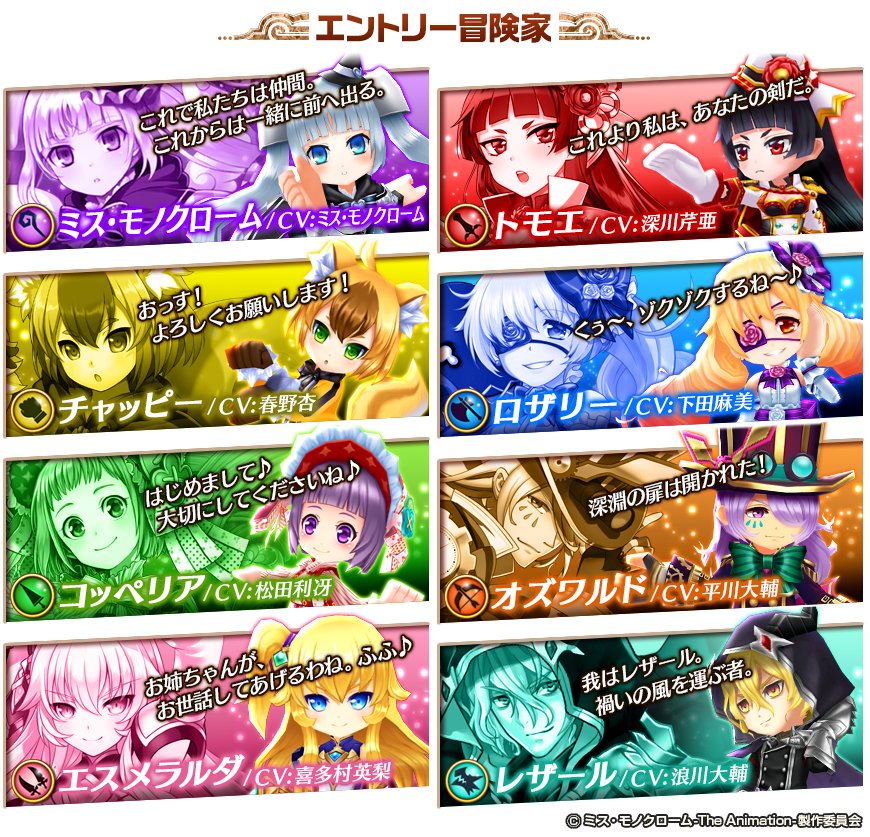 エントリー冒険家
これで私たちは仲間。
これからは一緒に前へ出る。
ミス・モノクローム/CV:ミス・モノクローム
これより私は、あなたの剣だ。
トモエ/CV:深川芹亜
おっす！
よろしくお願いします！
チャッピー/CV:春野杏
くぅ〜、ゾクゾクするね〜♪
ロザリー/CV:下田麻美
はじめまして♪
大切にしてくださいね♪
コッペリア/CV:松田利冴
深淵の扉は開かれた！
オズワルド/CV:平川大輔
お姉ちゃんが、
お世話してあげるわね。ふふ♪
エスメラルダ/CV:喜多村英梨
我はレザール。
禍いの風を運ぶ者。
レザール/CV:浪川大輔
© ミス・モノクローム-The Animation-製作委員会